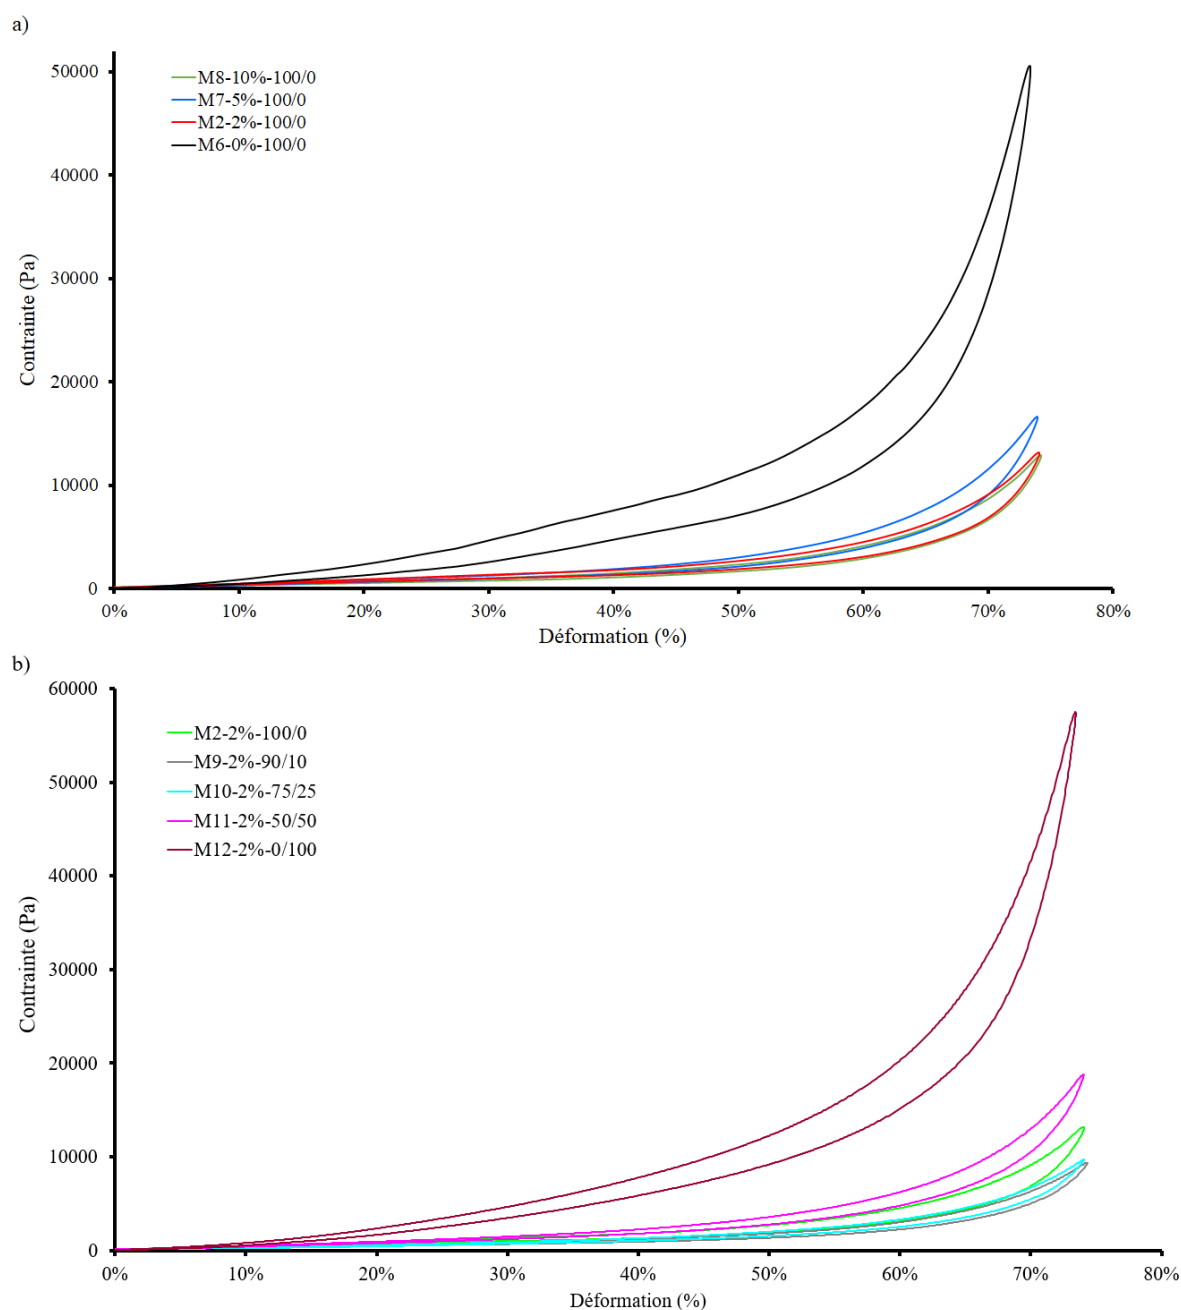 a)
50000
40000
30000
20000
10000
0
Contrainte (Pa)
M8-10%-100/0
M7-5%-100/0
M2-2%-100/0
M6-0%-100/0
0% 10% 20% 30% 40% 50% 60% 70% 80%
Déformation (%)
b)
60000
50000
40000
30000
20000
10000
0
Contrainte (Pa)
M2-2%-100/0
M9-2%-90/10
M10-2%-75/25
M11-2%-50/50
M12-2%-0/100
0% 10% 20% 30% 40% 50% 60% 70% 80%
Déformation (%)